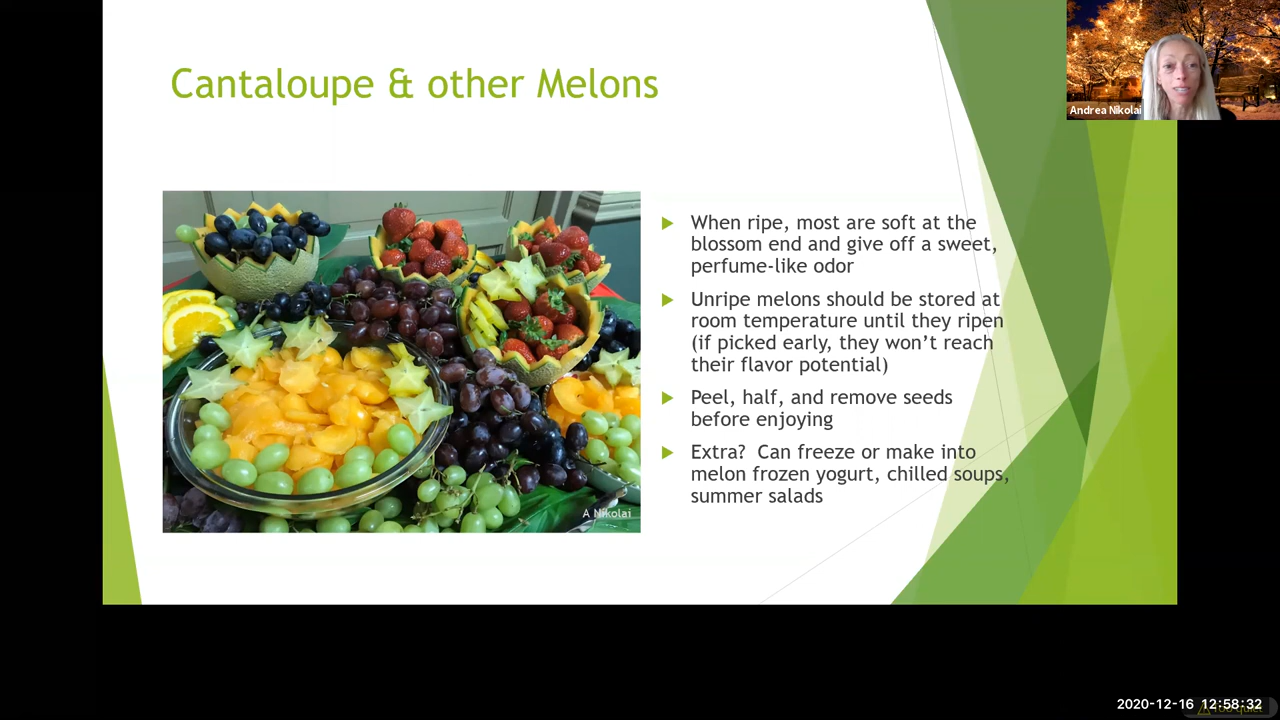 Cantaloupe & other Melons
Andrea Nikolai
When ripe, most are soft at the
blossom end and give off a sweet,
perfume-like odor
Unripe melons should be stored at
room temperature until they ripen
(if picked early, they won't reach
their flavor potential)
Peel, half, and remove seeds
before enjoying
Extra?  Can freeze or make into
melon frozen yogurt, chilled soups,
summer salads
A Nikolai
2020-12-16 12:58:32